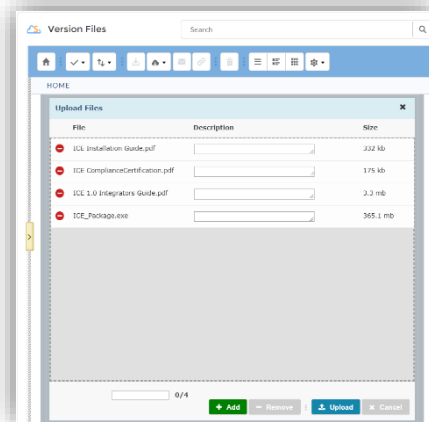 Version Files
Search
HOME
Upload Files
File Description Size
ICE Installation Guide.pdf 332 kb
ICE ComplianceCertification.pdf 175 kb
ICE 1.0 Integrators Guide.pdf 3.3 mb
ICE_Package.exe 365.1 mb
0/4
Add Remove Upload Cancel